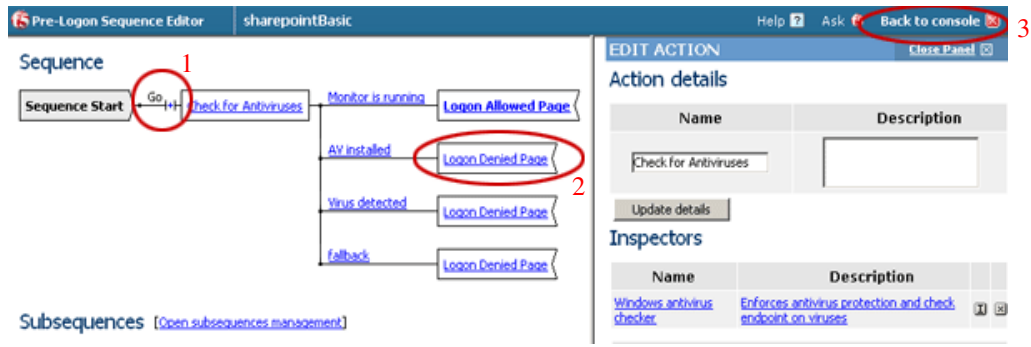 Pre-Logon Sequence Editor
sharepointBasic
Help ?
Ask
Back to console
3
Sequence
1
Sequence Start
Go
[+]
Check for Antiviruses
Monitor is running
Logon Allowed Page
AV installed
Logon Denied Page
2
Virus detected
Logon Denied Page
fallback
Logon Denied Page
Subsequences [Open subsequences management]
EDIT ACTION
Close Panel
Action details
Name
Description
Check for Antiviruses
Update details
Inspectors
Name
Description
Windows antivirus
checker
Enforces antivirus protection and check
endpoint on viruses